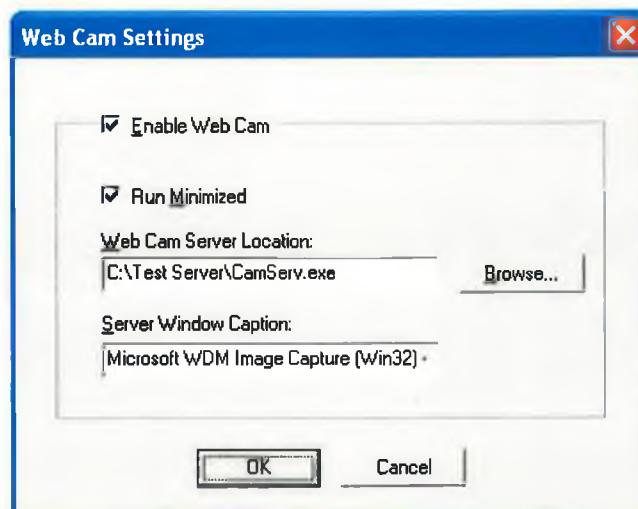 Web Cam Settings
Enable Web Cam
Run Minimized
Web Cam Server Location:
C:\Test Server\CamServ.exe
Browse...
Server Window Caption:
Microsoft WDM Image Capture (Win32) -
OK
Cancel